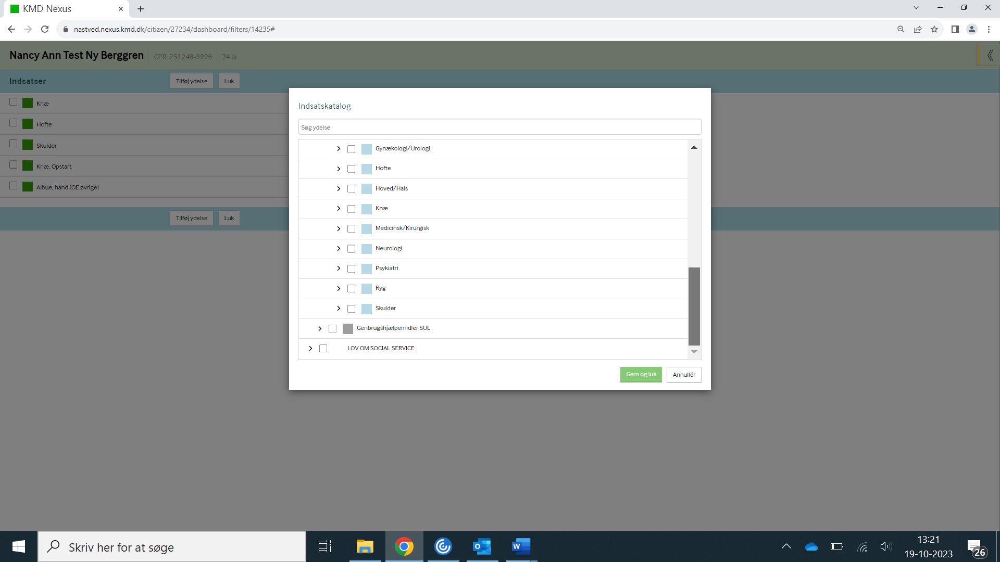 KMD Nexus
nastved.nexus.kmd.dk/citizen/27234/dashboard/filters/14235#
Nancy Ann Test Ny Berggren CPR: 251248-9996 74 år
Indsatser Tilføj ydelse Luk
Knæ
Hofte
Skulder
Knæ, Opstart
Albue, hånd (OE øvrige)
Tilføj ydelse Luk
Indsatskatalog
Søg ydelse
Gynækologi/Urologi
Hofte
Hoved/Hals
Knæ
Medicinsk/Kirurgisk
Neurologi
Psykiatri
Ryg
Skulder
Genbrugshjælpemidler SUL
LOV OM SOCIAL SERVICE
Gem og luk Annullér
Skriv her for at søge
13:21
19-10-2023
26